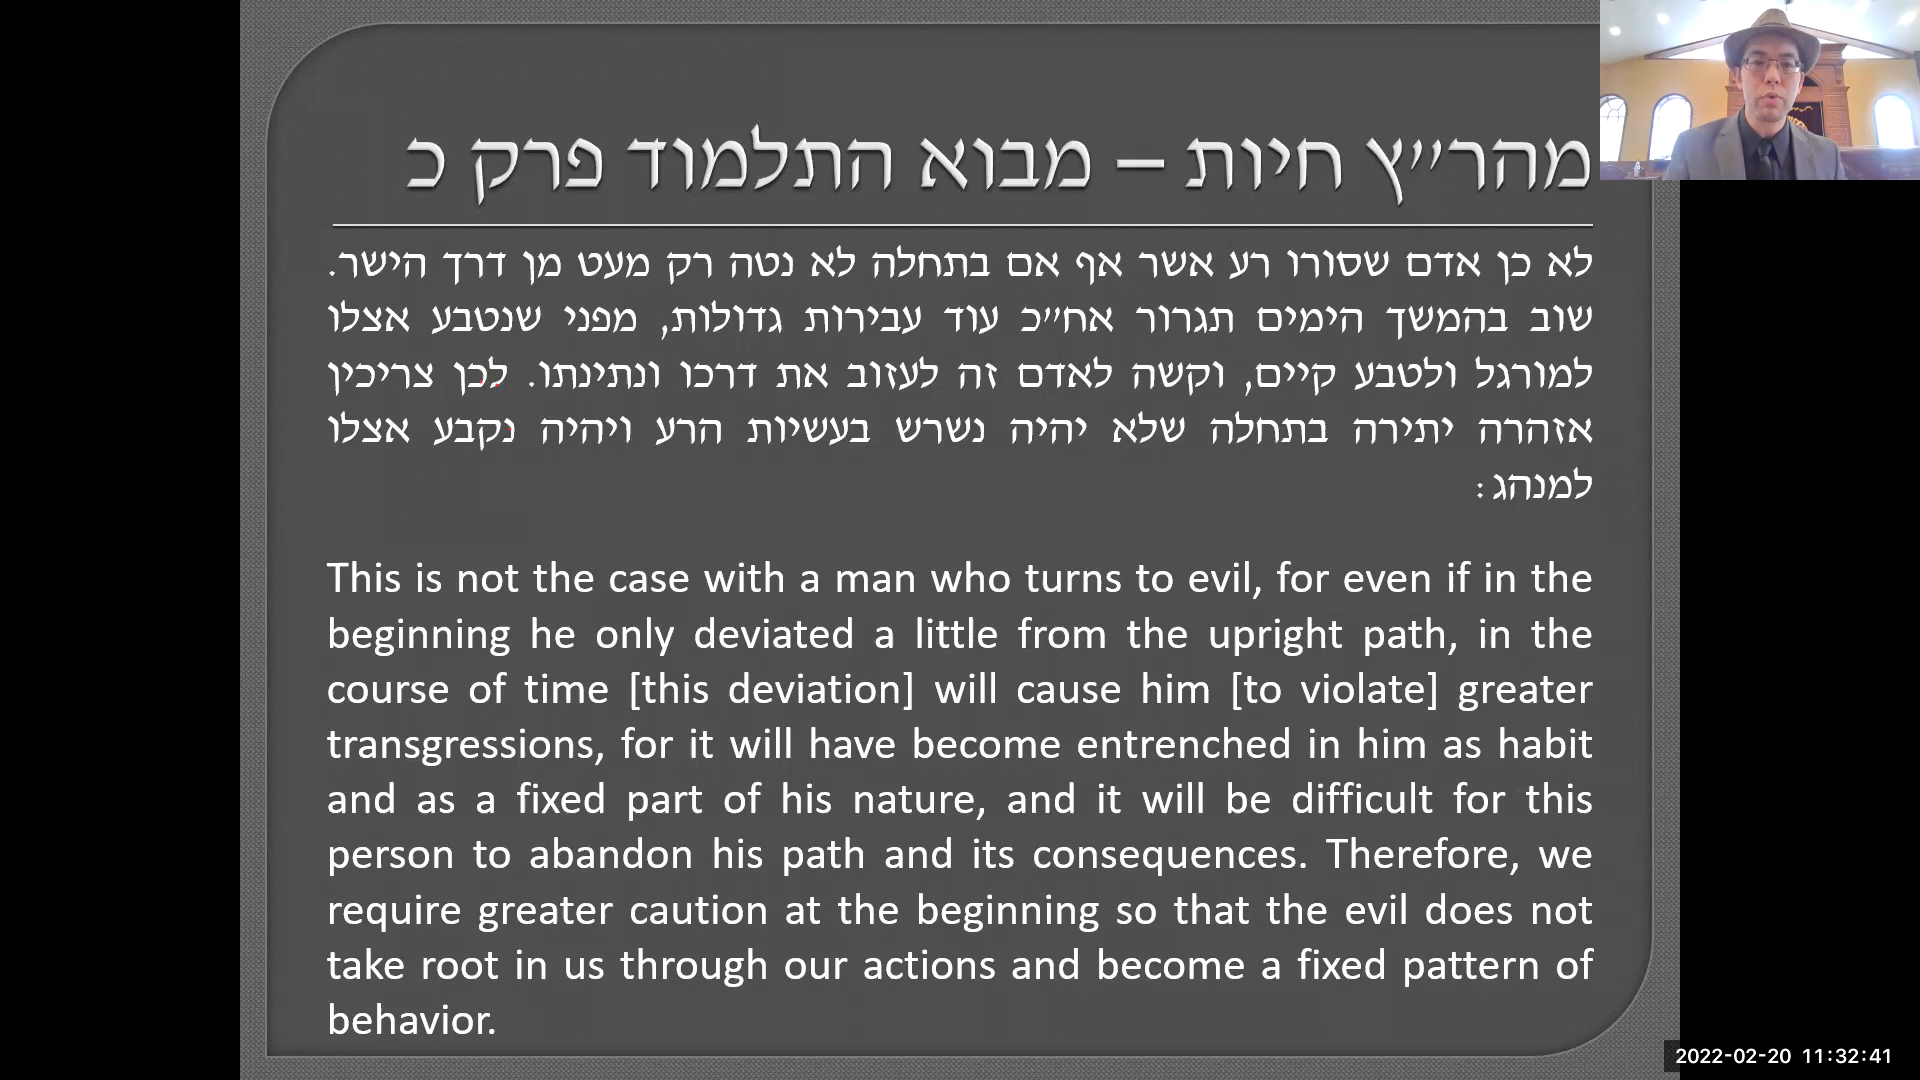 מהר״ץ חיות – מבוא התלמוד פרק כ
לא כן אדם שסורו רע אשר אף אם בתחלה לא נטה רק מעט מן דרך הישר.
שוב בהמשך הימים תגרור אח״כ עוד עבירות גדולות, מפני שנטבע אצלו
למורגל ולטבע קיים, וקשה לאדם זה לעזוב את דרכו ונתינתו. לכן צריכין
אזהרה יתירה בתחלה שלא יהיה נשרש בעשיות הרע ויהיה נקבע אצלו
למנהג:
This is not the case with a man who turns to evil, for even if in the
beginning he only deviated a little from the upright path, in the
course of time [this deviation] will cause him [to violate] greater
transgressions, for it will have become entrenched in him as habit
and as a fixed part of his nature, and it will be difficult for this
person to abandon his path and its consequences. Therefore, we
require greater caution at the beginning so that the evil does not
take root in us through our actions and become a fixed pattern of
behavior.
2022-02-20 11:32:41